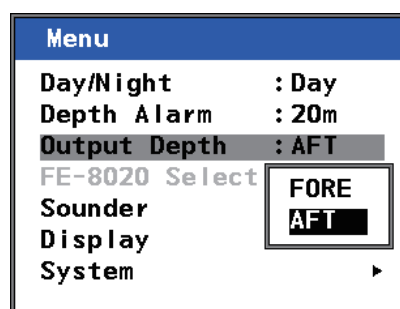 Menu
Day/Night : Day
Depth Alarm : 20m
Output Depth : AFT
FE-8020 Select
FORE
AFT
Sounder
Display
System